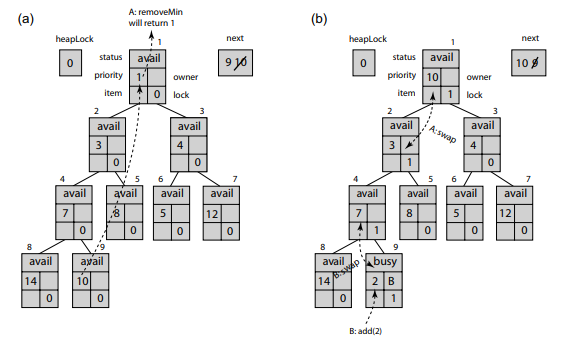 (a)
A: removeMin
will return 1
heapLock
0
1
next
9 10
status
avail
priority
1
owner
item
0
lock
2
avail
3
0
3
avail
4
0
4
avail
7
0
5
avail
8
0
6
avail
5
0
7
avail
12
0
8
avail
14
0
9
avail
10
0
(b)
heapLock
0
1
next
10 9
status
avail
priority
10
owner
item
1
lock
A: swap
2
avail
3
1
3
avail
4
0
4
avail
7
1
5
avail
8
0
6
avail
5
0
7
avail
12
0
8
avail
14
0
B: swap
9
busy
2 B
1
B: add(2)